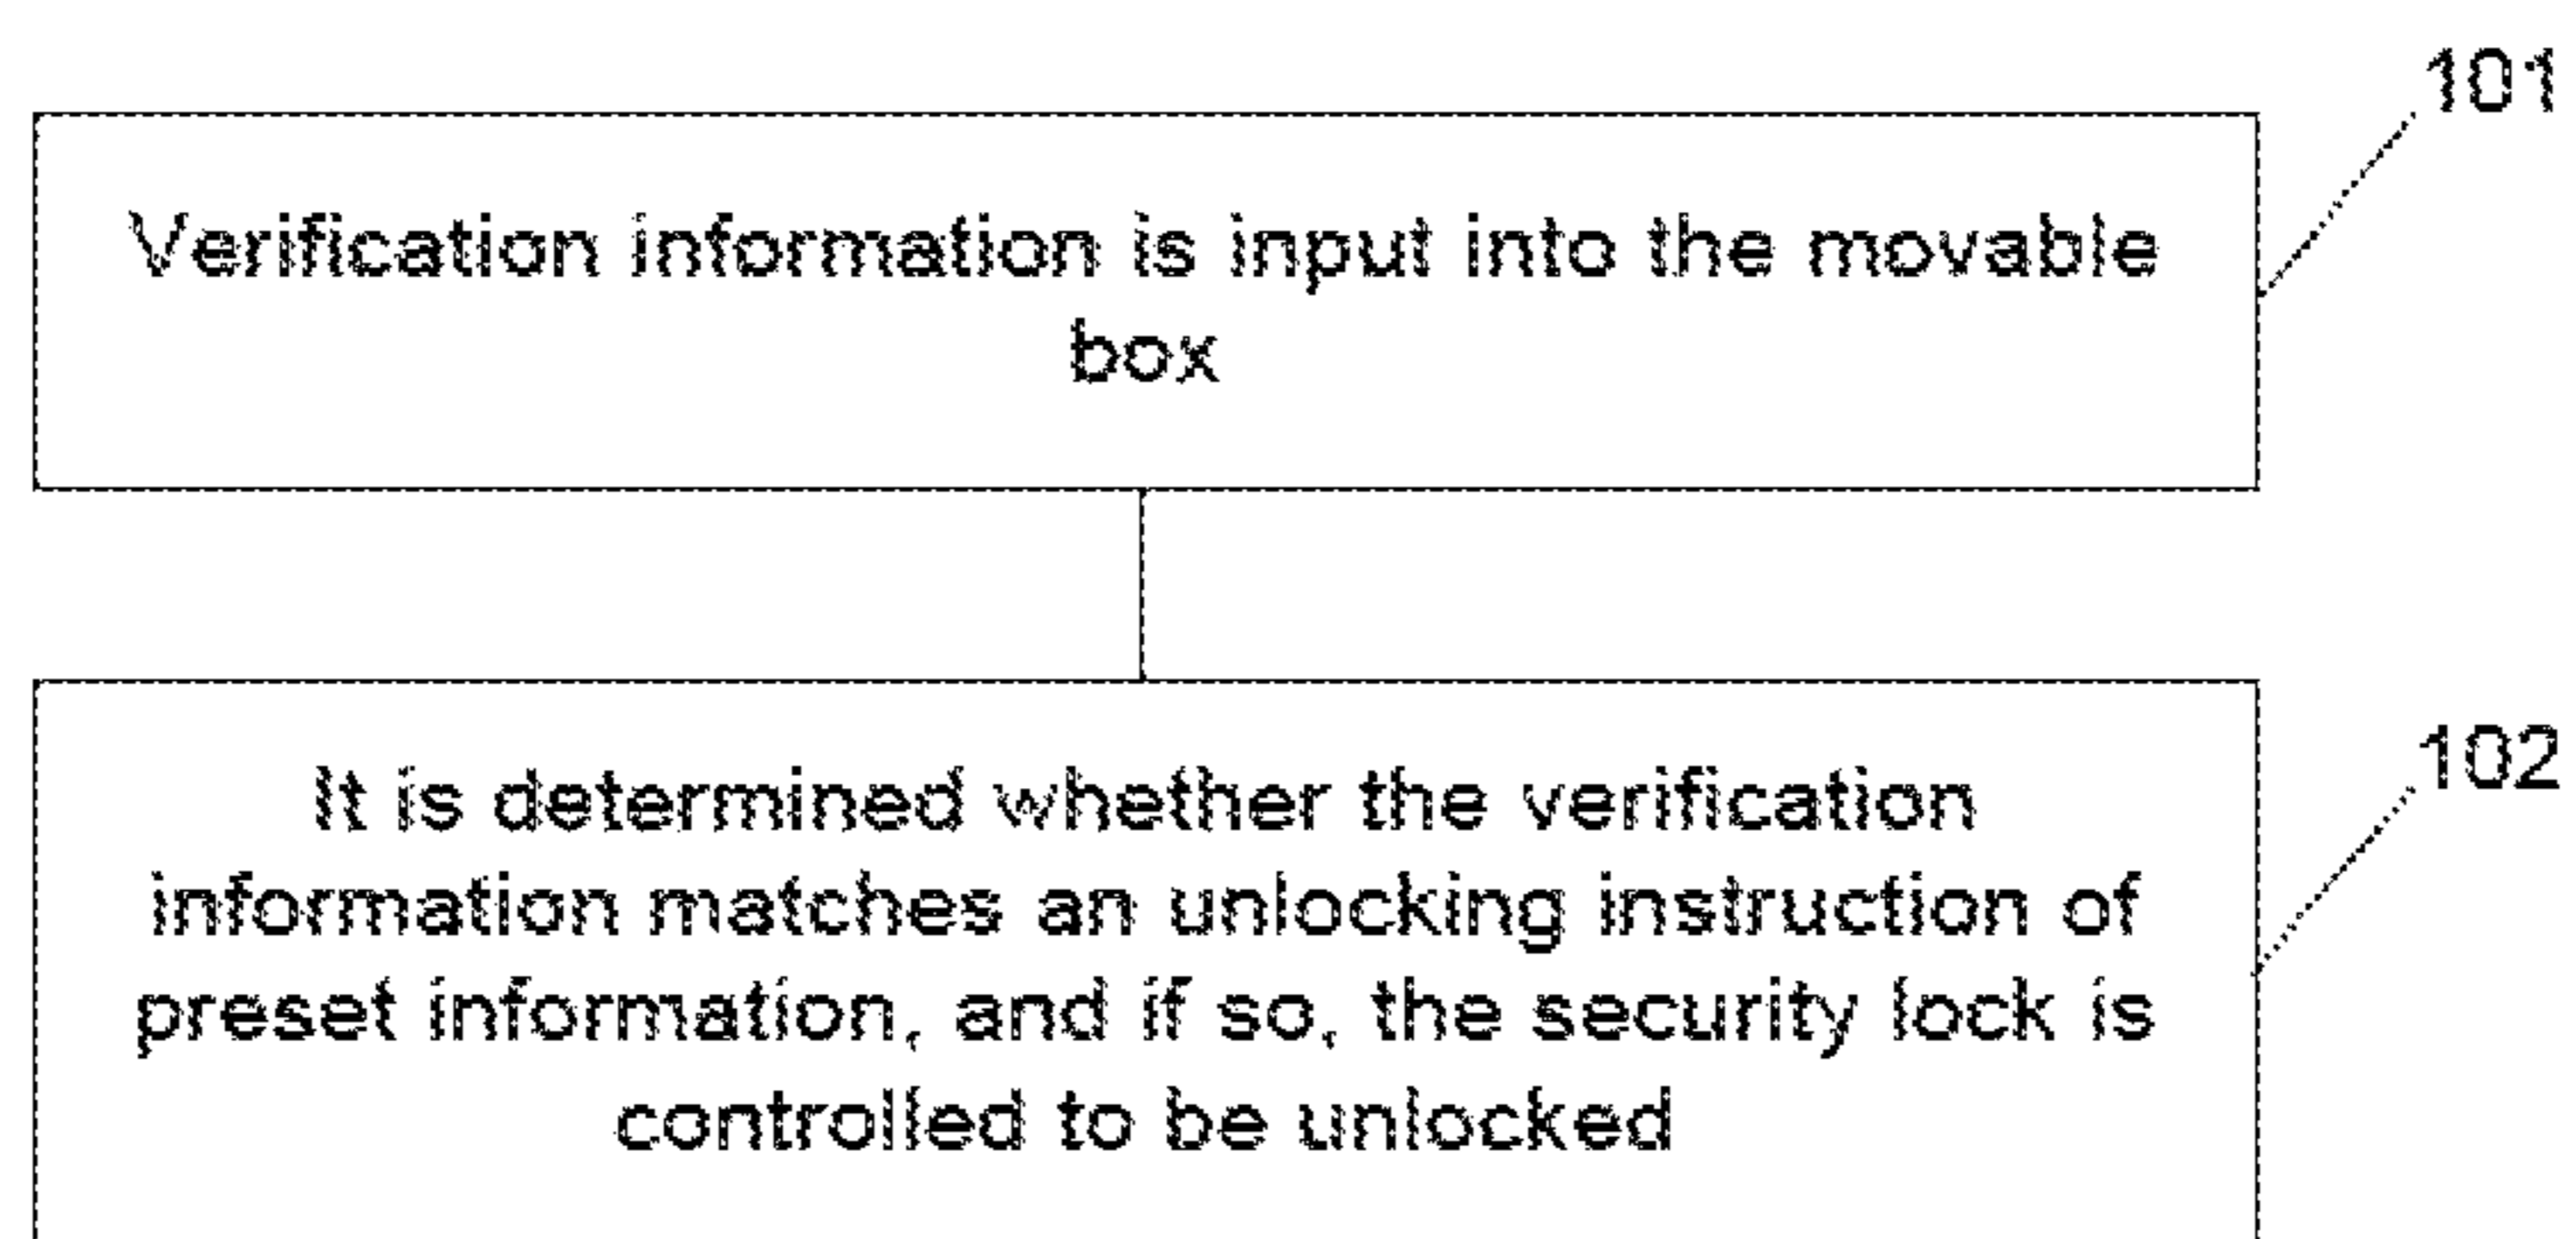 101
Verification information is input into the movable
box
102
It is determined whether the verification
information matches an unlocking instruction of
preset information, and if so, the security lock is
controlled to be unlocked